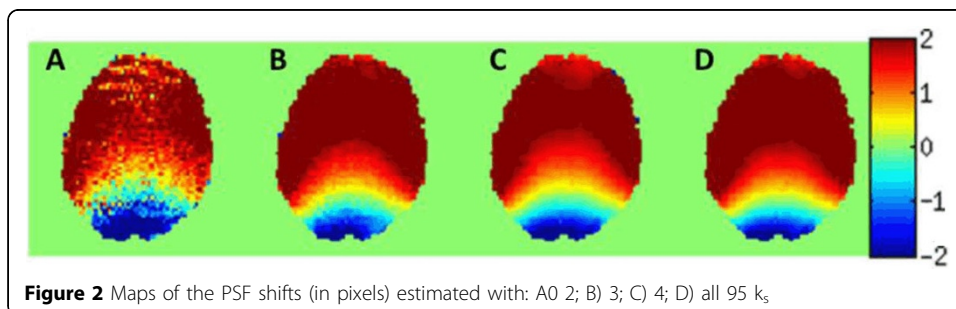 A B C D
2
1
0
-1
-2
Figure 2 Maps of the PSF shifts (in pixels) estimated with: A0 2; B) 3; C) 4; D) all 95 kₛ